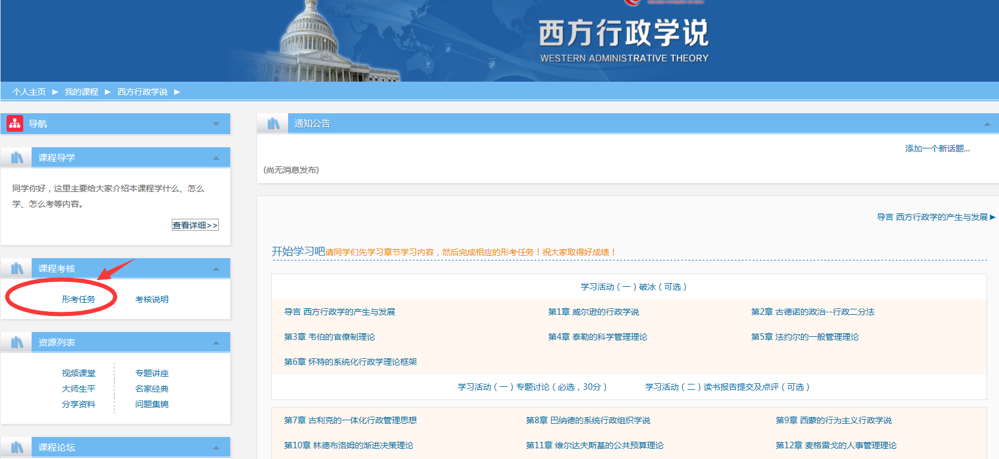 西方行政学说
WESTERN ADMINISTRATIVE THEORY
个人主页 ▶ 我的课程 ▶ 西方行政学说 ▶
导航
课程导学
同学你好，这里主要给大家介绍本课程学什么、怎么
学、怎么考等内容。
查看详细>>
课程考核
形考任务 考核说明
资源列表
视频课堂 专题讲座
大师生平 名家经典
分享资料 问题集锦
课程论坛
通知公告
添加一个新话题...
(尚无消息发布)
导言 西方行政学的产生与发展 ▶
开始学习吧请同学们先学习章节学习内容，然后完成相应的形考任务！祝大家取得好成绩！
学习活动（一）破冰（可选）
导言 西方行政学的产生与发展 第1章 威尔逊的行政学说 第2章 古德诺的政治--行政二分法
第3章 韦伯的官僚制理论 第4章 泰勒的科学管理理论 第5章 法约尔的一般管理理论
第6章 怀特的系统化行政学理论框架
学习活动（一）专题讨论（必选，30分） 学习活动（二）读书报告提交及点评（可选）
第7章 古利克的一体化行政管理思想 第8章 巴纳德的系统行政组织学说 第9章 西蒙的行为主义行政学说
第10章 林德布洛姆的渐进决策理论 第11章 维尔达夫斯基的公共预算理论 第12章 麦格雷戈的人事管理理论